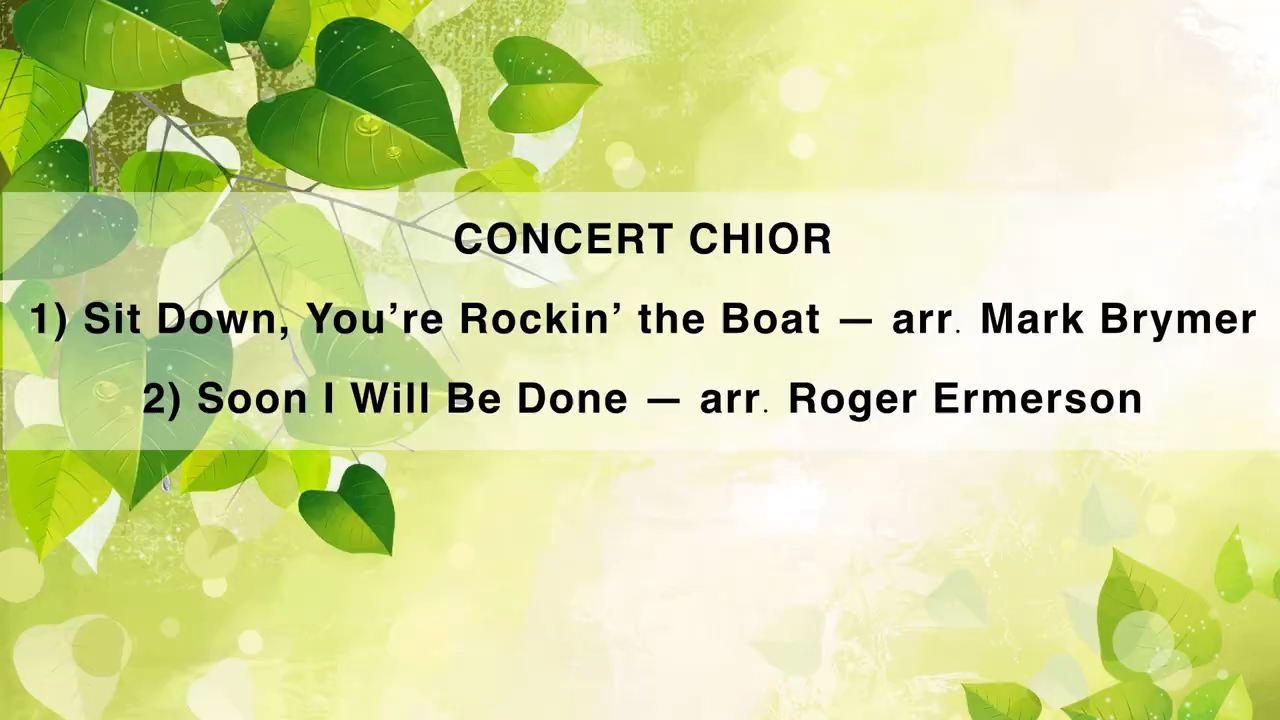 CONCERT CHIOR
1) Sit Down, You’re Rockin’ the Boat — arr. Mark Brymer
2) Soon I Will Be Done — arr. Roger Ermerson